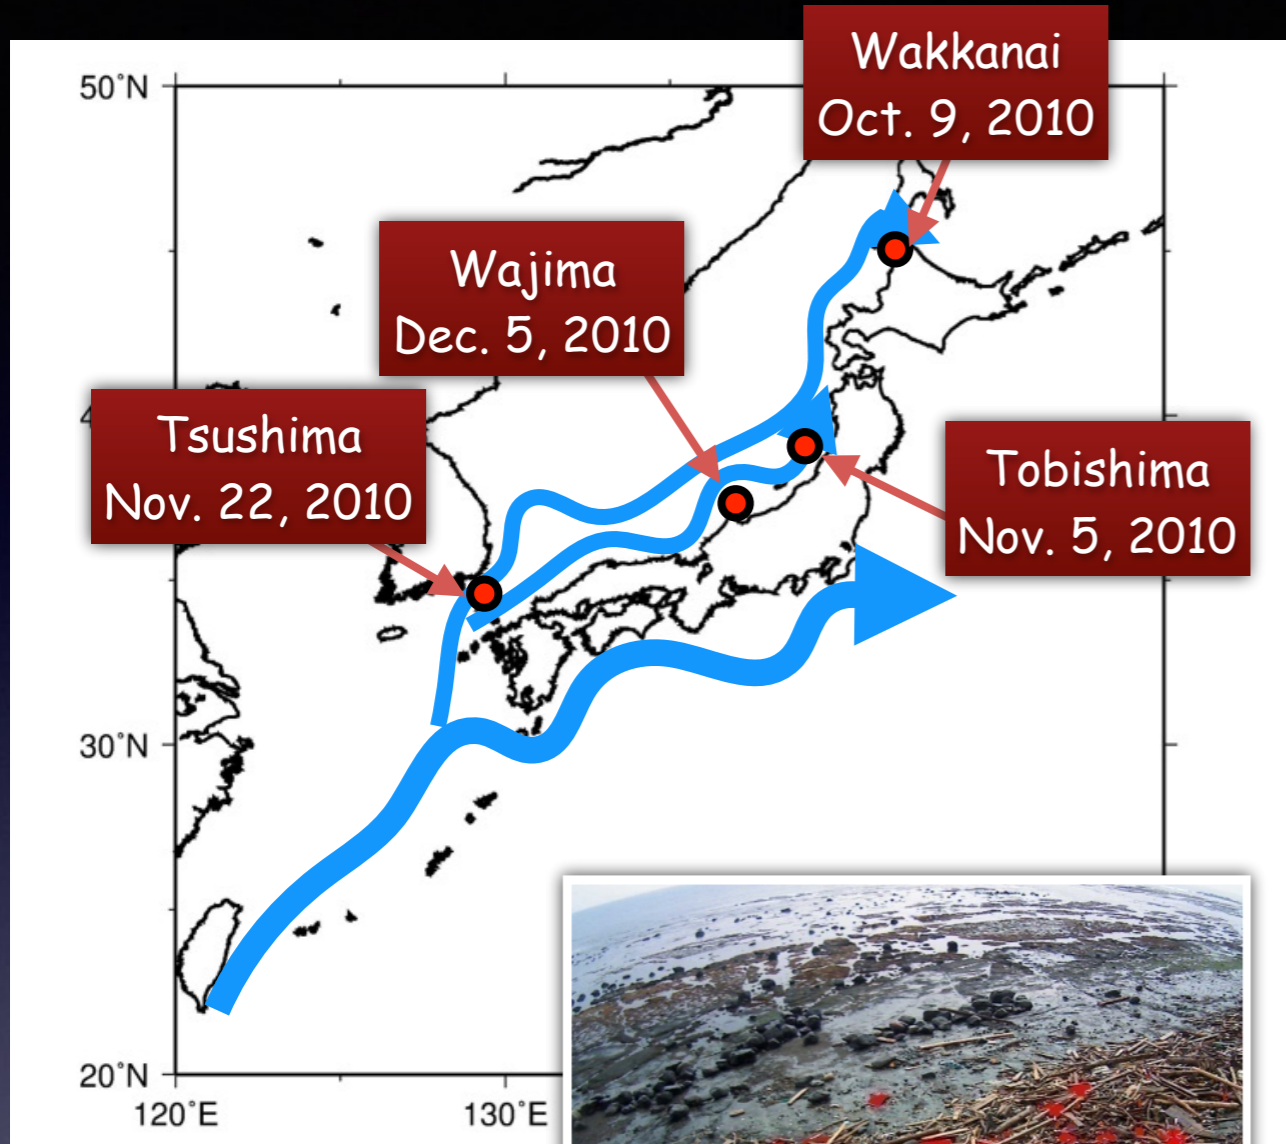 Wakkanai
Oct. 9, 2010
50°N
Wajima
Dec. 5, 2010
Tsushima
Nov. 22, 2010
Tobishima
Nov. 5, 2010
30°N
20°N
120°E
130°E